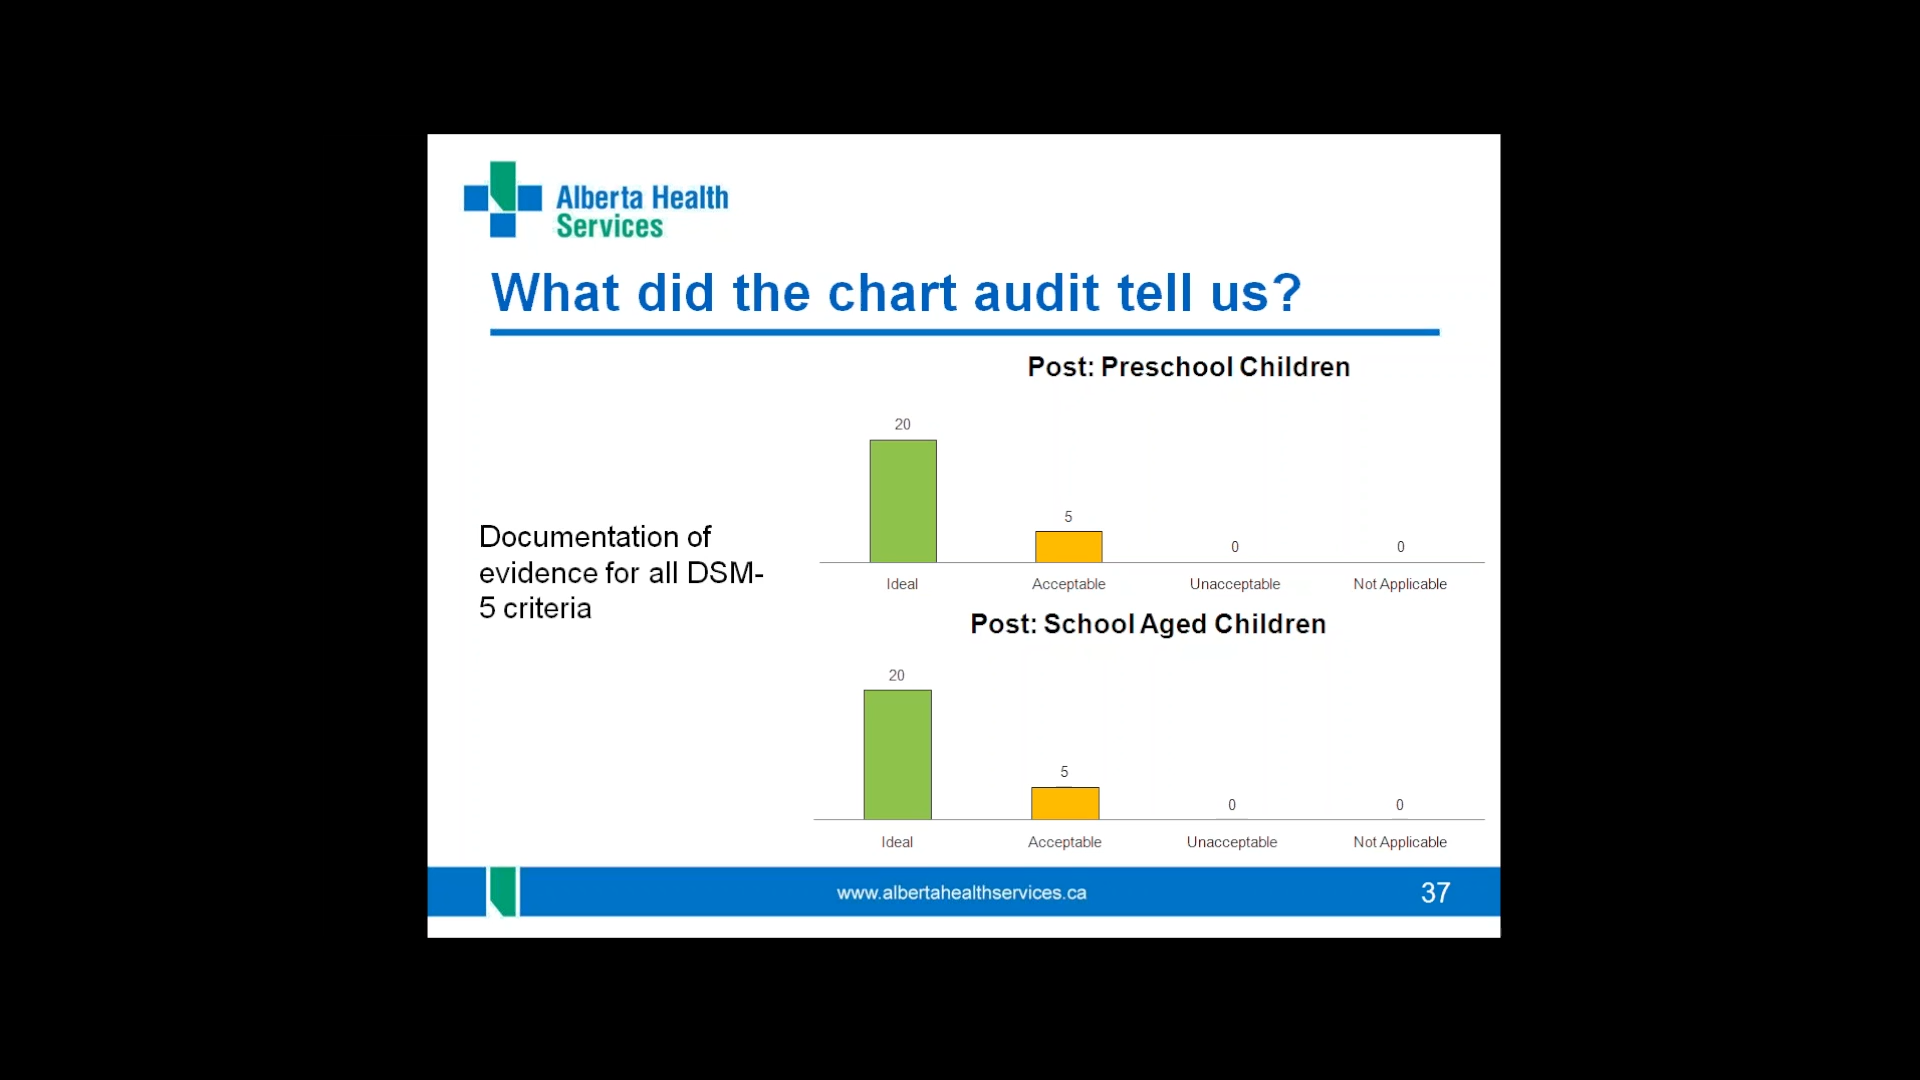 Alberta Health
Services
What did the chart audit tell us?
Documentation of
evidence for all DSM-
5 criteria
Post: Preschool Children
20
5
0
0
Ideal
Acceptable
Unacceptable
Not Applicable
Post: School Aged Children
20
5
0
0
Ideal
Acceptable
Unacceptable
Not Applicable
www.albertahealthservices.ca
37